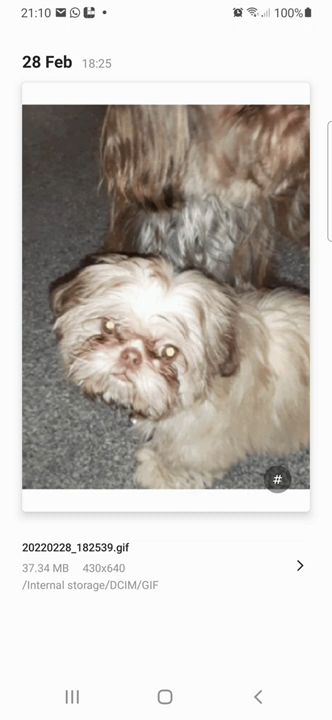 21:10 100%
28 Feb 18:25
#
20220228_182539.gif
37.34 MB 430x640
/Internal storage/DCIM/GIF